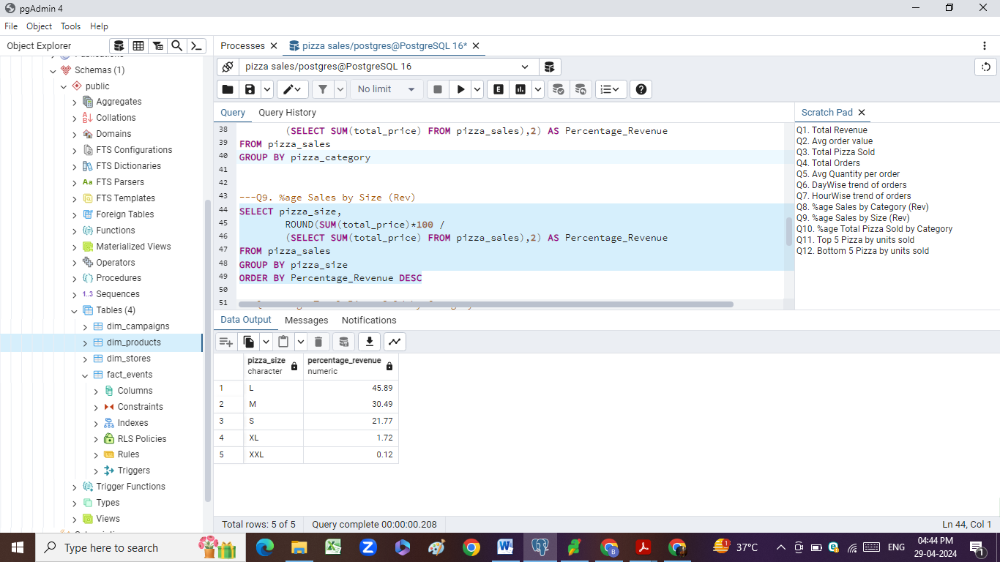 pgAdmin 4
File Object Tools Help
Object Explorer
Processes
pizza sales/postgres@PostgreSQL 16*
Schemas (1)
public
Aggregates
Collations
Domains
FTS Configurations
FTS Dictionaries
Aa FTS Parsers
FTS Templates
Foreign Tables
Functions
Materialized Views
Operators
Procedures
1..3 Sequences
Tables (4)
dim_campaigns
dim_products
dim_stores
fact_events
Columns
Constraints
Indexes
RLS Policies
Rules
Triggers
Trigger Functions
Types
Views
pizza sales/postgres@PostgreSQL 16
No limit
E
Query Query History
38 (SELECT SUM(total_price) FROM pizza_sales),2) AS Percentage_Revenue
39 FROM pizza_sales
40 GROUP BY pizza_category
41
42
43 ---Q9. %age Sales by Size (Rev)
44 SELECT pizza_size,
45 ROUND(SUM(total_price)*100 /
46 (SELECT SUM(total_price) FROM pizza_sales),2) AS Percentage_Revenue
47 FROM pizza_sales
48 GROUP BY pizza_size
49 ORDER BY Percentage_Revenue DESC
50
51
Scratch Pad
Q1. Total Revenue
Q2. Avg order value
Q3. Total Pizza Sold
Q4. Total Orders
Q5. Avg Quantity per order
Q6. DayWise trend of orders
Q7. HourWise trend of orders
Q8. %age Sales by Category (Rev)
Q9. %age Sales by Size (Rev)
Q10. %age Total Pizza Sold by Category
Q11. Top 5 Pizza by units sold
Q12. Bottom 5 Pizza by units sold
Data Output Messages Notifications
pizza_size percentage_revenue
character numeric
1 L 45.89
2 M 30.49
3 S 21.77
4 XL 1.72
5 XXL 0.12
Total rows: 5 of 5 Query complete 00:00:00.208 Ln 44, Col 1
Type here to search
37°C
ENG
04:44 PM
29-04-2024